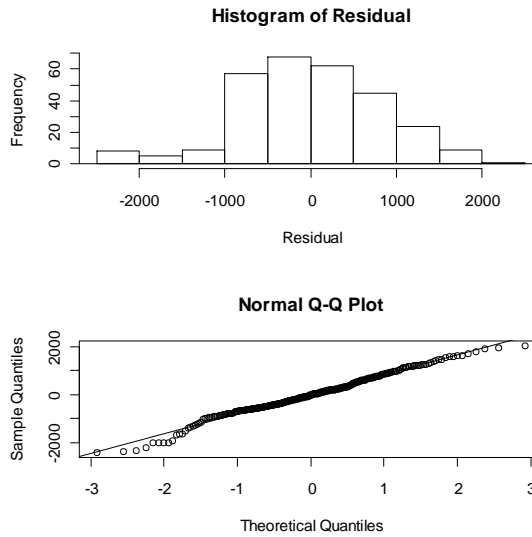 Histogram of Residual
Frequency
0 20 40 60
-2000 -1000 0 1000 2000
Residual
Normal Q-Q Plot
Sample Quantiles
-2000 0 2000
-3 -2 -1 0 1 2 3
Theoretical Quantiles